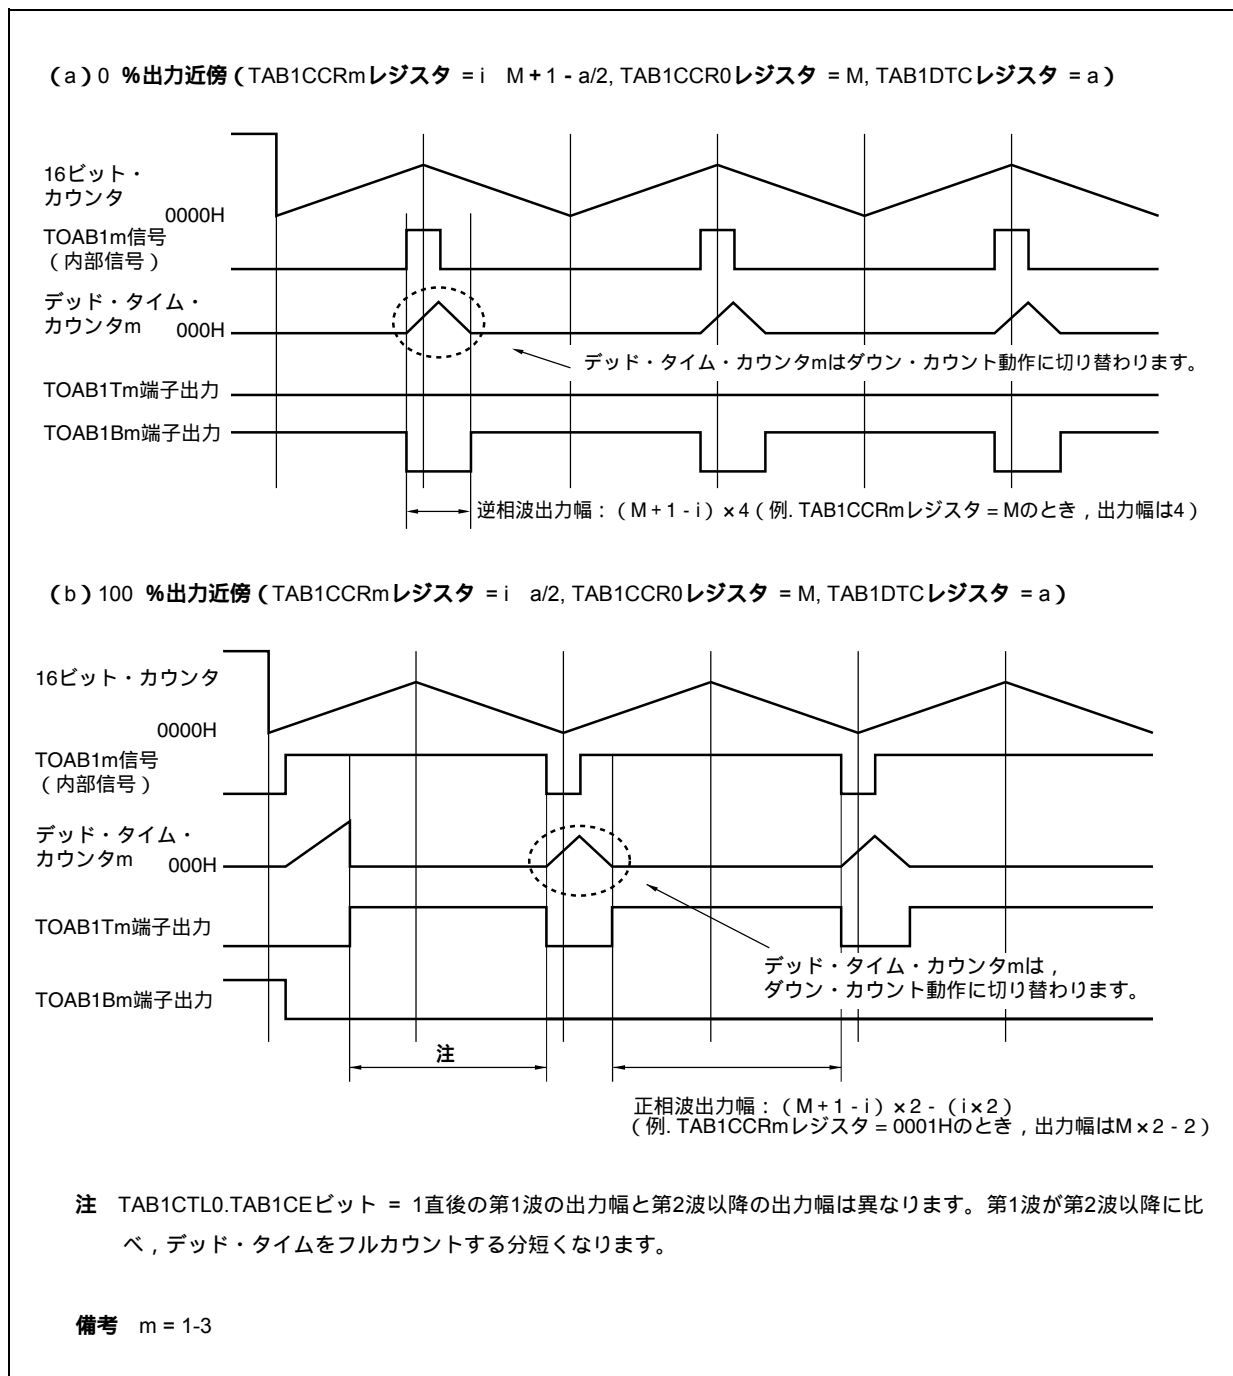 (a) 0 %出力近傍(TAB1CCRmレジスタ = i M + 1 - a/2, TAB1CCR0レジスタ = M, TAB1DTCレジスタ = a)
16ビット・
カウンタ
0000H
TOAB1m信号
(内部信号)
デッド・タイム・
カウンタm 000H
デッド・タイム・カウンタmはダウン・カウント動作に切り替わります。
TOAB1Tm端子出力
TOAB1Bm端子出力
逆相波出力幅:(M + 1 - i)×4(例. TAB1CCRmレジスタ = Mのとき,出力幅は4)
(b) 100 %出力近傍(TAB1CCRmレジスタ = i a/2, TAB1CCR0レジスタ = M, TAB1DTCレジスタ = a)
16ビット・カウンタ
0000H
TOAB1m信号
(内部信号)
デッド・タイム・
カウンタm 000H
TOAB1Tm端子出力
デッド・タイム・カウンタmは,
ダウン・カウント動作に切り替わります。
TOAB1Bm端子出力
注
正相波出力幅:(M + 1 - i)×2 -(i×2)
(例. TAB1CCRmレジスタ = 0001Hのとき,出力幅はM×2 - 2)
注 TAB1CTL0.TAB1CEビット = 1直後の第1波の出力幅と第2波以降の出力幅は異なります。第1波が第2波以降に比
べ,デッド・タイムをフルカウントする分短くなります。
備考 m = 1-3